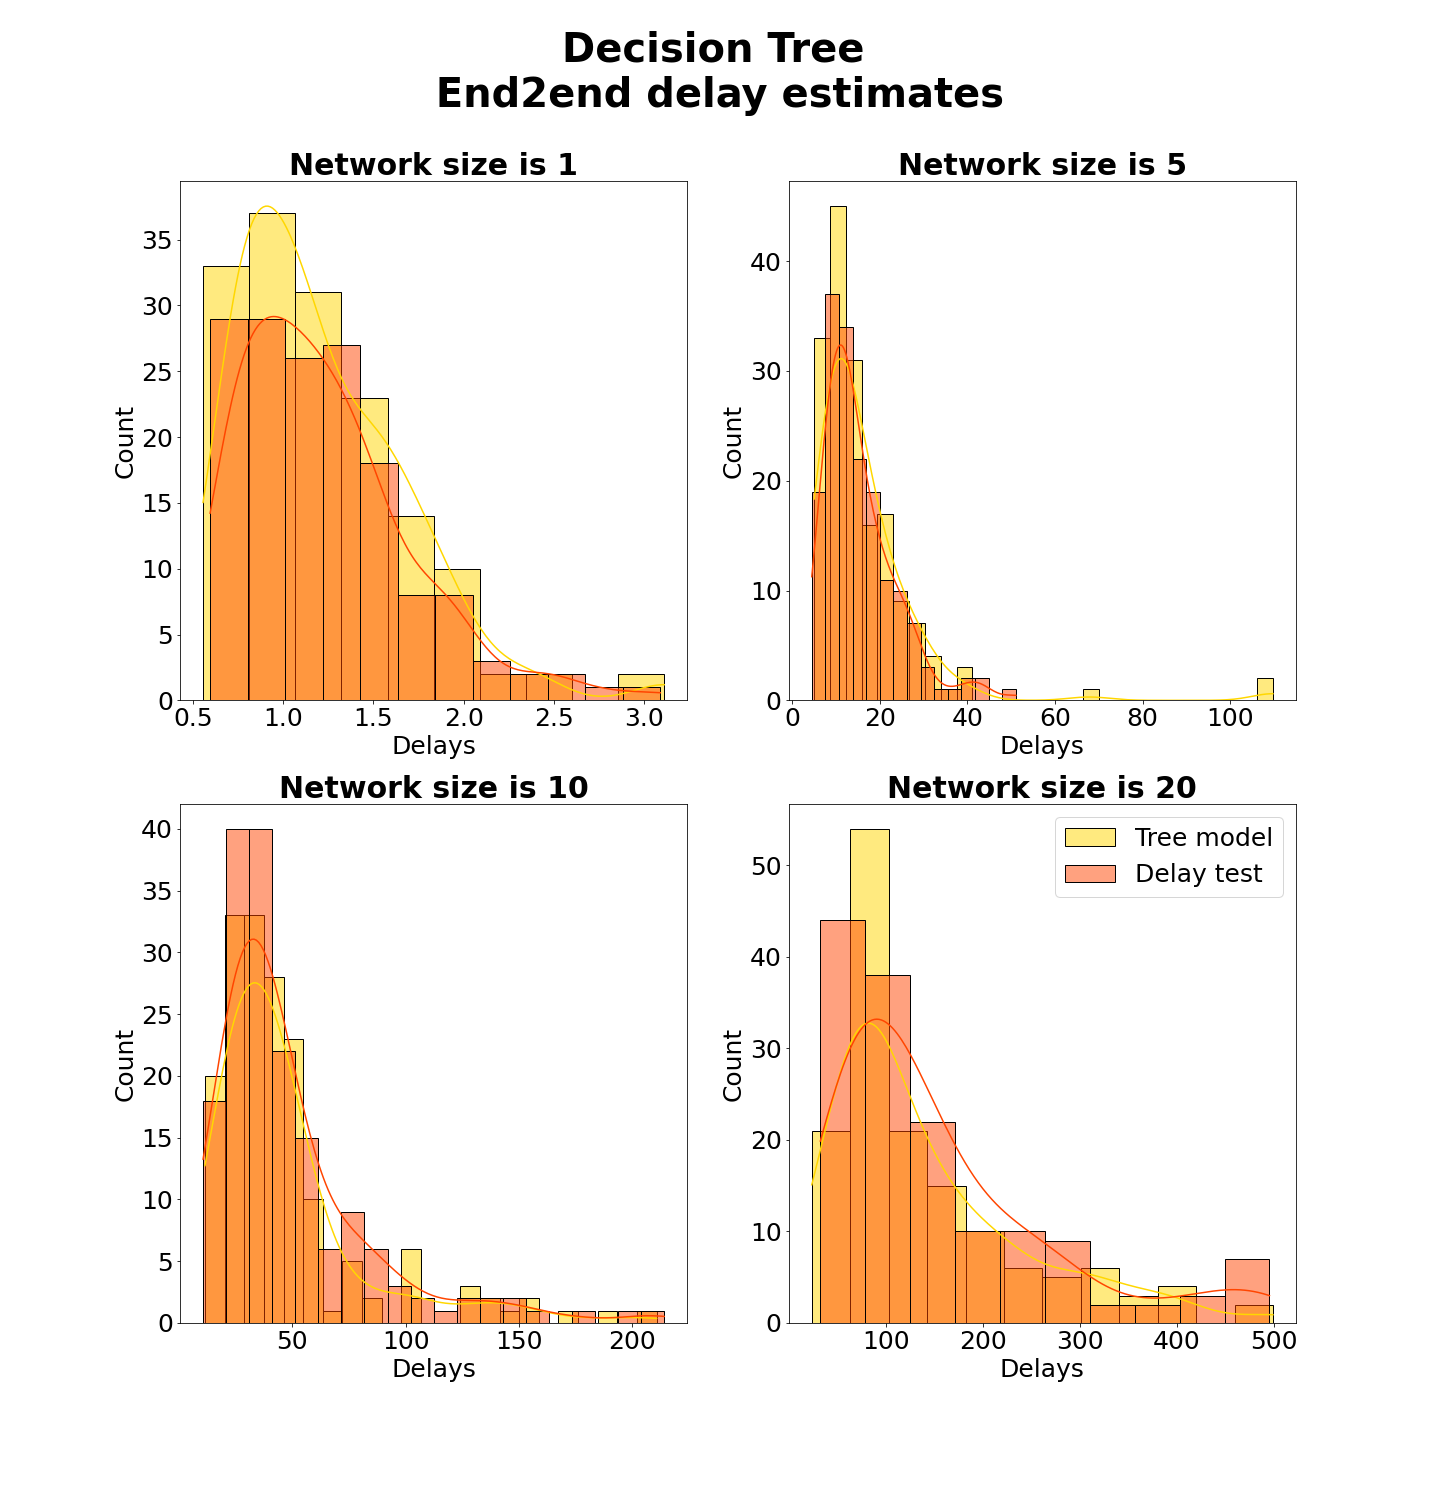 Decision Tree
End2end delay estimates
Network size is 1
Count
35
30
25
20
15
10
5
0
0.5 1.0 1.5 2.0 2.5 3.0
Delays
Network size is 5
Count
40
30
20
10
0
0 20 40 60 80 100
Delays
Network size is 10
Count
40
35
30
25
20
15
10
5
0
50 100 150 200
Delays
Network size is 20
Tree model
Delay test
Count
50
40
30
20
10
0
100 200 300 400 500
Delays